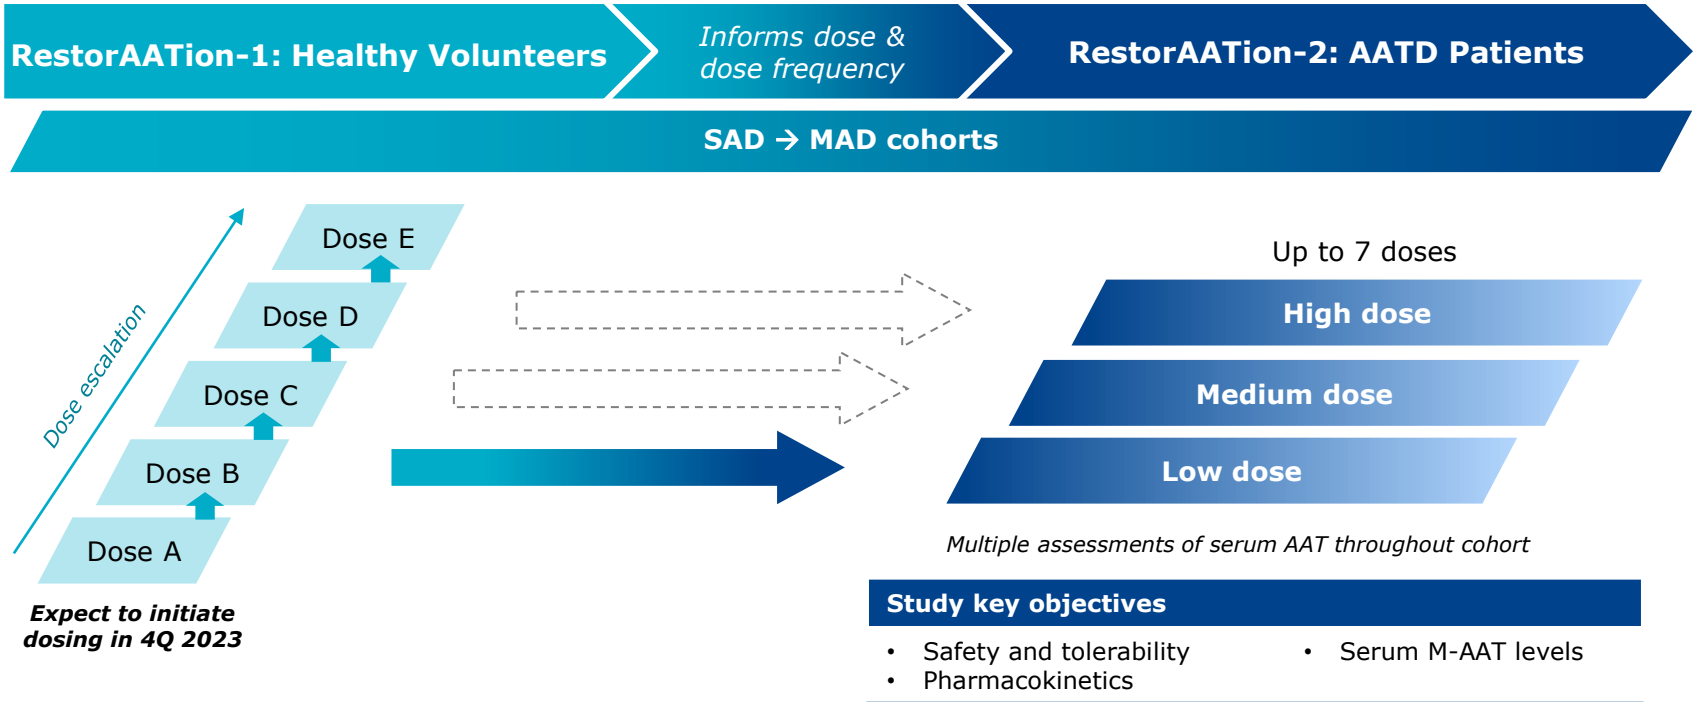 RestorAATion-1: Healthy Volunteers
Informs dose &
dose frequency
RestorAATion-2: AATD Patients
SAD → MAD cohorts
Dose escalation
Dose E
Dose D
Dose C
Dose B
Dose A
Expect to initiate
dosing in 4Q 2023
Up to 7 doses
High dose
Medium dose
Low dose
Multiple assessments of serum AAT throughout cohort
Study key objectives
• Safety and tolerability
• Pharmacokinetics
• Serum M-AAT levels